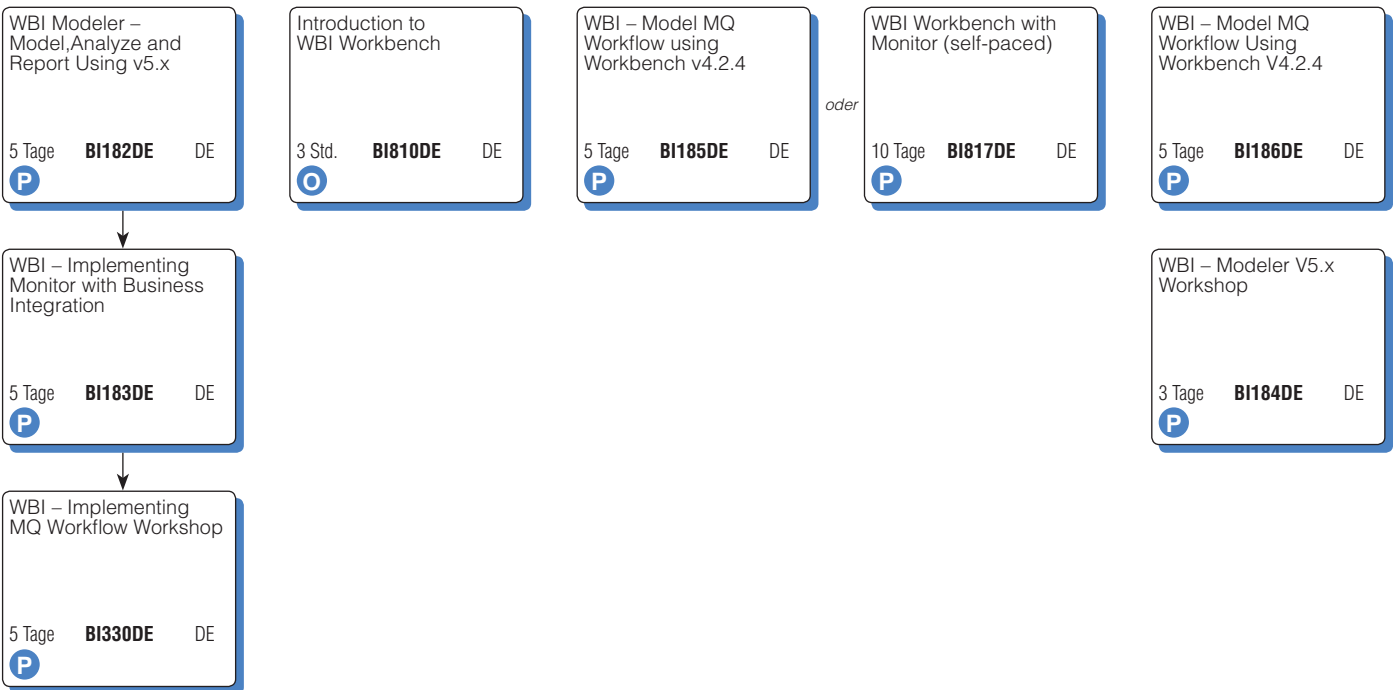 WBI Modeler –
Model,Analyze and
Report Using v5.x
5 Tage BI182DE DE
P
Introduction to
WBI Workbench
3 Std. BI810DE DE
O
WBI – Model MQ
Workflow using
Workbench v4.2.4
5 Tage BI185DE DE
P
oder
WBI Workbench with
Monitor (self-paced)
10 Tage BI817DE DE
P
WBI – Model MQ
Workflow Using
Workbench V4.2.4
5 Tage BI186DE DE
P
WBI – Implementing
Monitor with Business
Integration
5 Tage BI183DE DE
P
WBI – Modeler V5.x
Workshop
3 Tage BI184DE DE
P
WBI – Implementing
MQ Workflow Workshop
5 Tage BI330DE DE
P